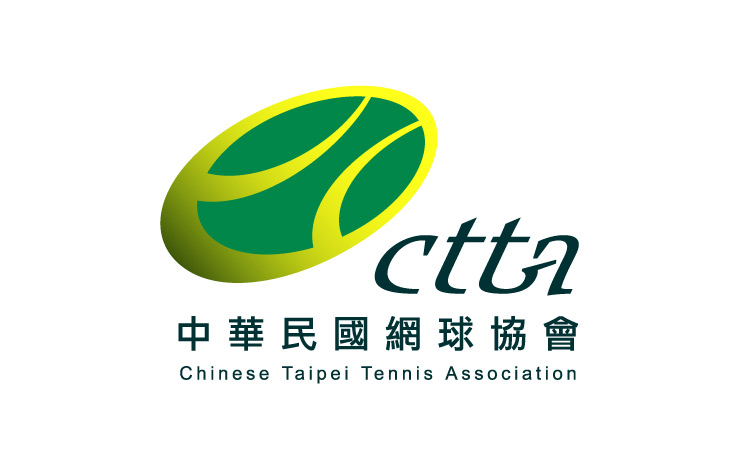 ctta
中華民國網球協會
Chinese Taipei Tennis Association